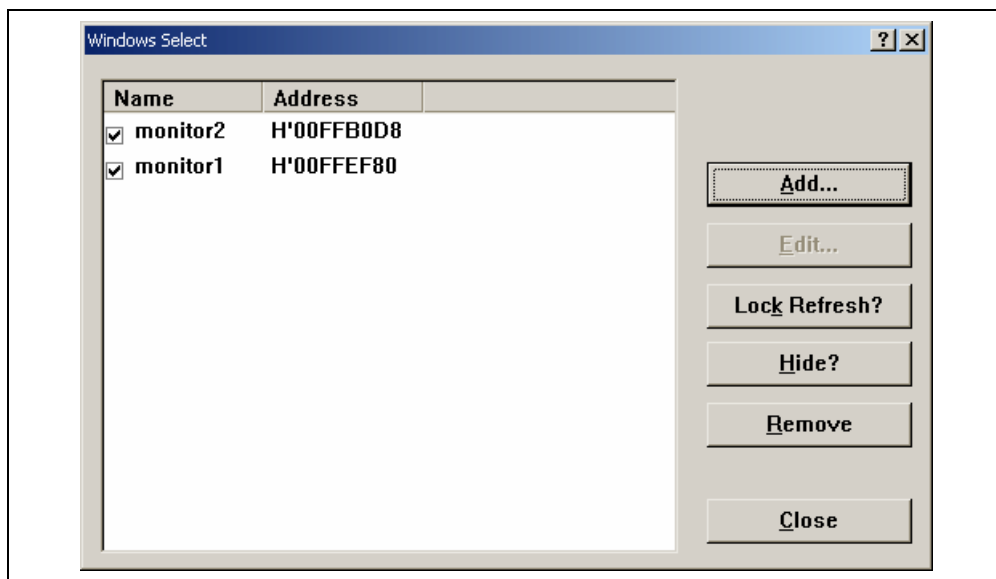 Windows Select
Name Address
monitor2 H'00FFB0D8
monitor1 H'00FFEF80
Add...
Edit...
Lock Refresh?
Hide?
Remove
Close